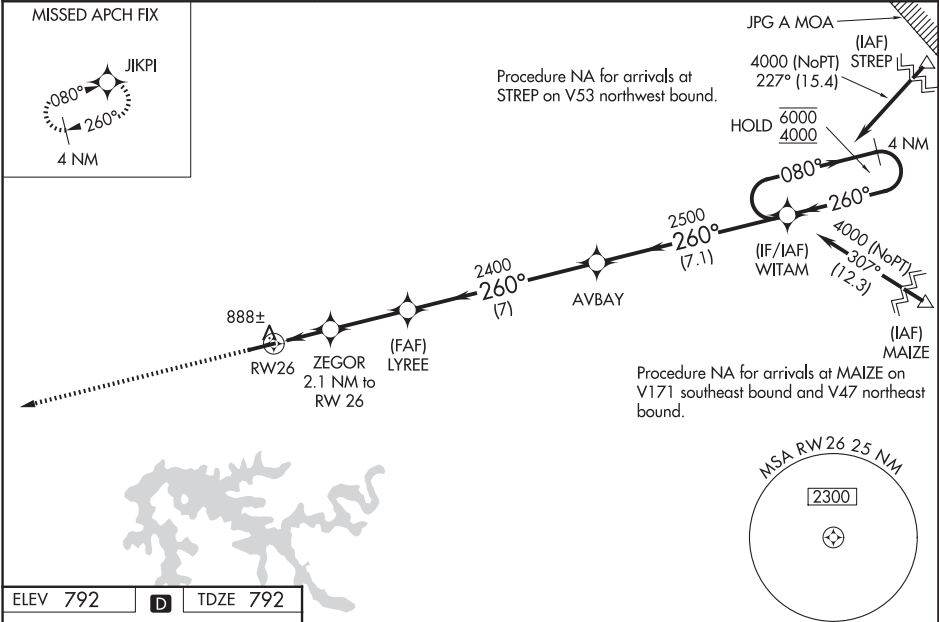 MISSED APCH FIX
JIKPI
080°
260°
4 NM
Procedure NA for arrivals at
STREP on V53 northwest bound.
JPG A MOA
(IAF)
STREP
4000 (NoPT)
227° (15.4)
HOLD 6000
4000
4 NM
080°
260°
2500
260°
(7.1)
(IF/IAF)
WITAM
4000 (NoPT)
307°
(12.3)
(IAF)
MAIZE
2400
260°
(7)
AVBAY
888±
RW26
ZEGOR
2.1 NM to
RW 26
(FAF)
LYREE
Procedure NA for arrivals at MAIZE on
V171 southeast bound and V47 northeast
bound.
MSA RW 26 25 NM
2300
ELEV 792 D TDZE 792